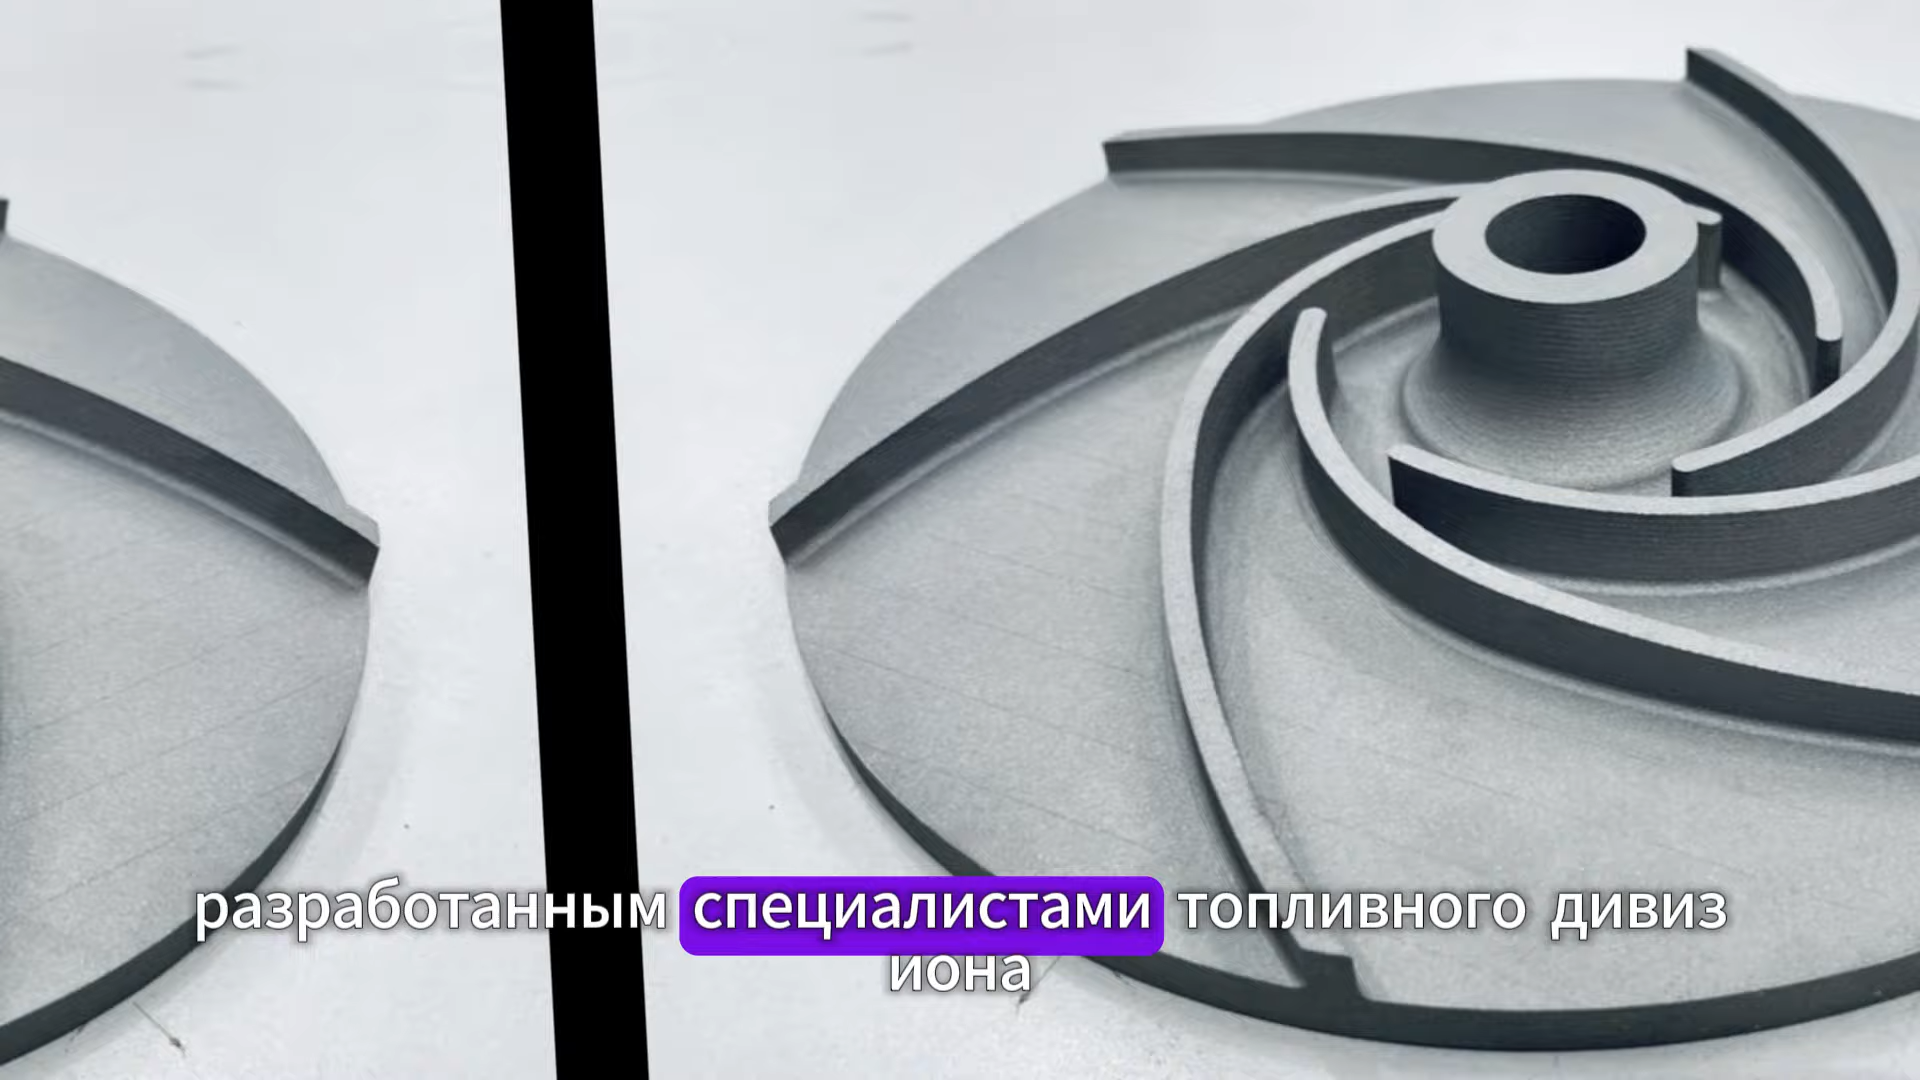 разработанным специалистами топливного дивиз
иона